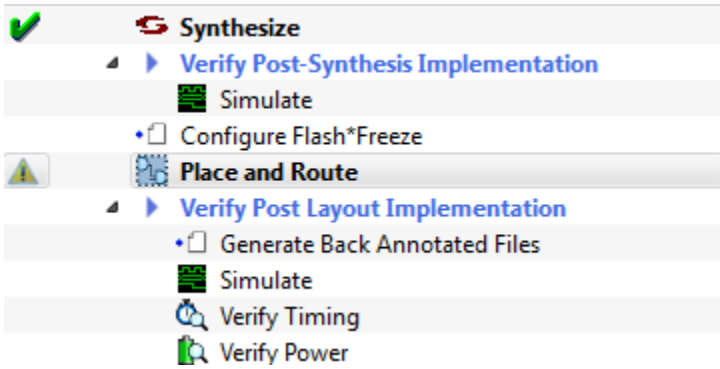 Synthesize
Verify Post-Synthesis Implementation
Simulate
Configure Flash*Freeze
Place and Route
Verify Post Layout Implementation
Generate Back Annotated Files
Simulate
Verify Timing
Verify Power